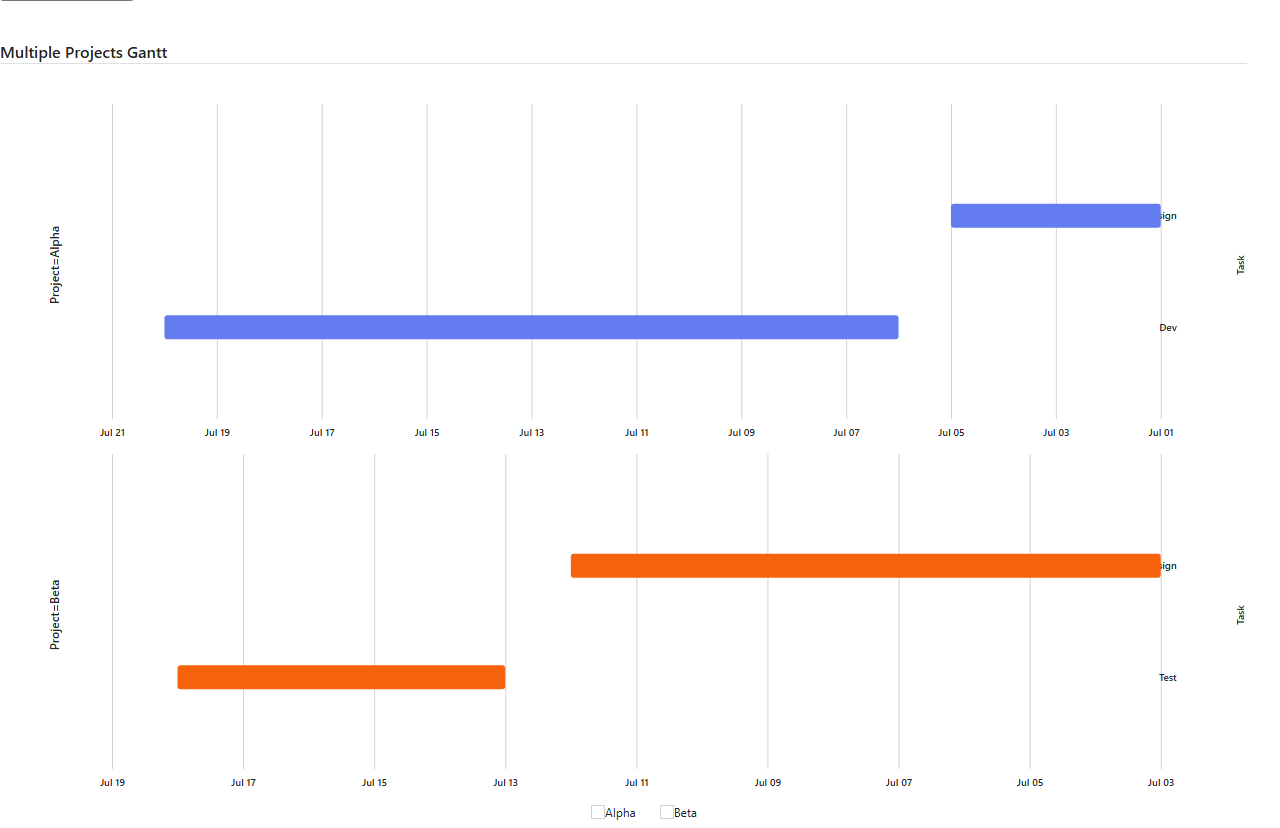 Multiple Projects Gantt
Project=Alpha
sign
Task
Dev
Jul 21 Jul 19 Jul 17 Jul 15 Jul 13 Jul 11 Jul 09 Jul 07 Jul 05 Jul 03 Jul 01
Project=Beta
sign
Task
Test
Jul 19 Jul 17 Jul 15 Jul 13 Jul 11 Jul 09 Jul 07 Jul 05 Jul 03
Alpha Beta